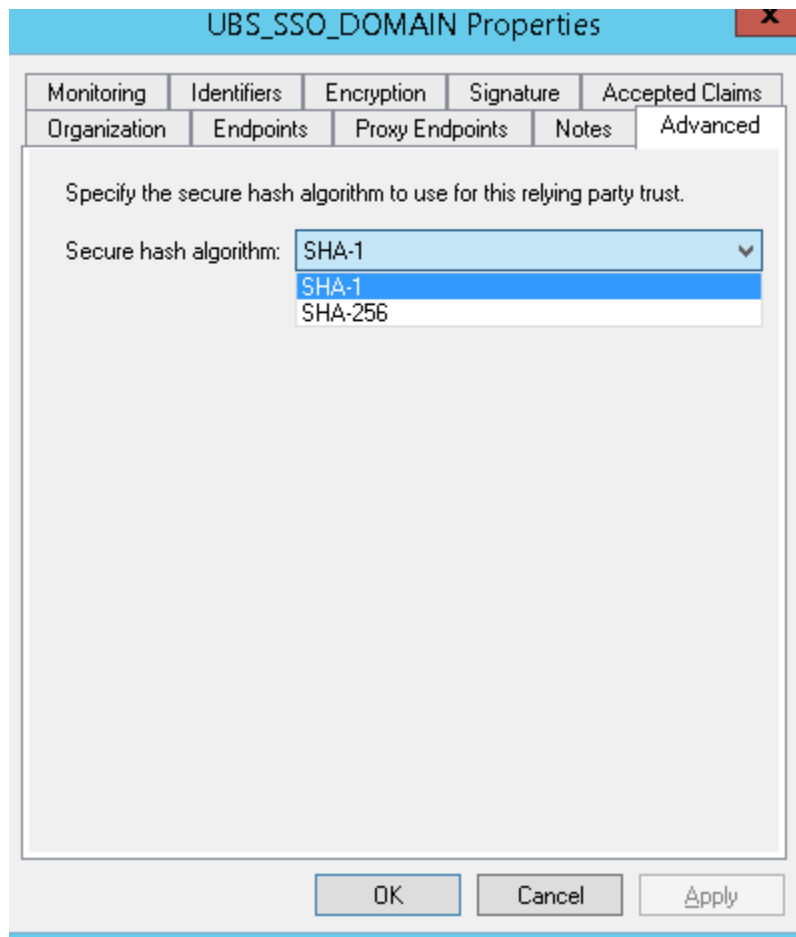 UBS_SSO_DOMAIN Properties
x
Monitoring Identifiers Encryption Signature Accepted Claims
Organization Endpoints Proxy Endpoints Notes Advanced
Specify the secure hash algorithm to use for this relying party trust.
Secure hash algorithm: SHA-1
SHA-1
SHA-256
OK Cancel Apply